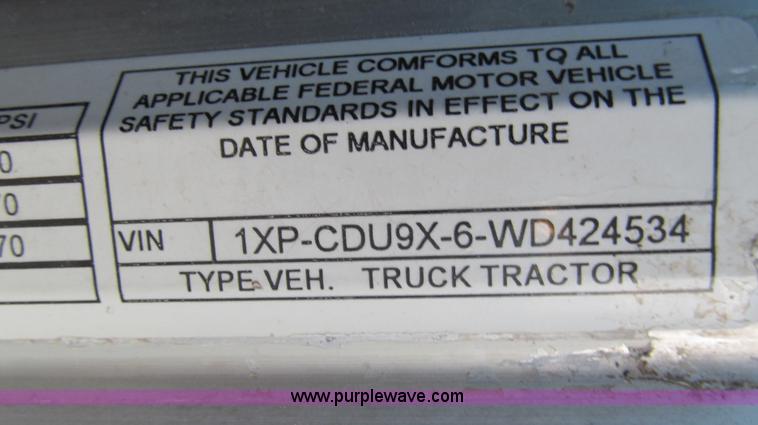 THIS VEHICLE COMFORMS TO ALL
APPLICABLE FEDERAL MOTOR VEHICLE
SAFETY STANDARDS IN EFFECT ON THE
DATE OF MANUFACTURE
PSI
0
70
70
VIN 1XP-CDU9X-6-WD424534
TYPE VEH. TRUCK TRACTOR
www.purplewave.com